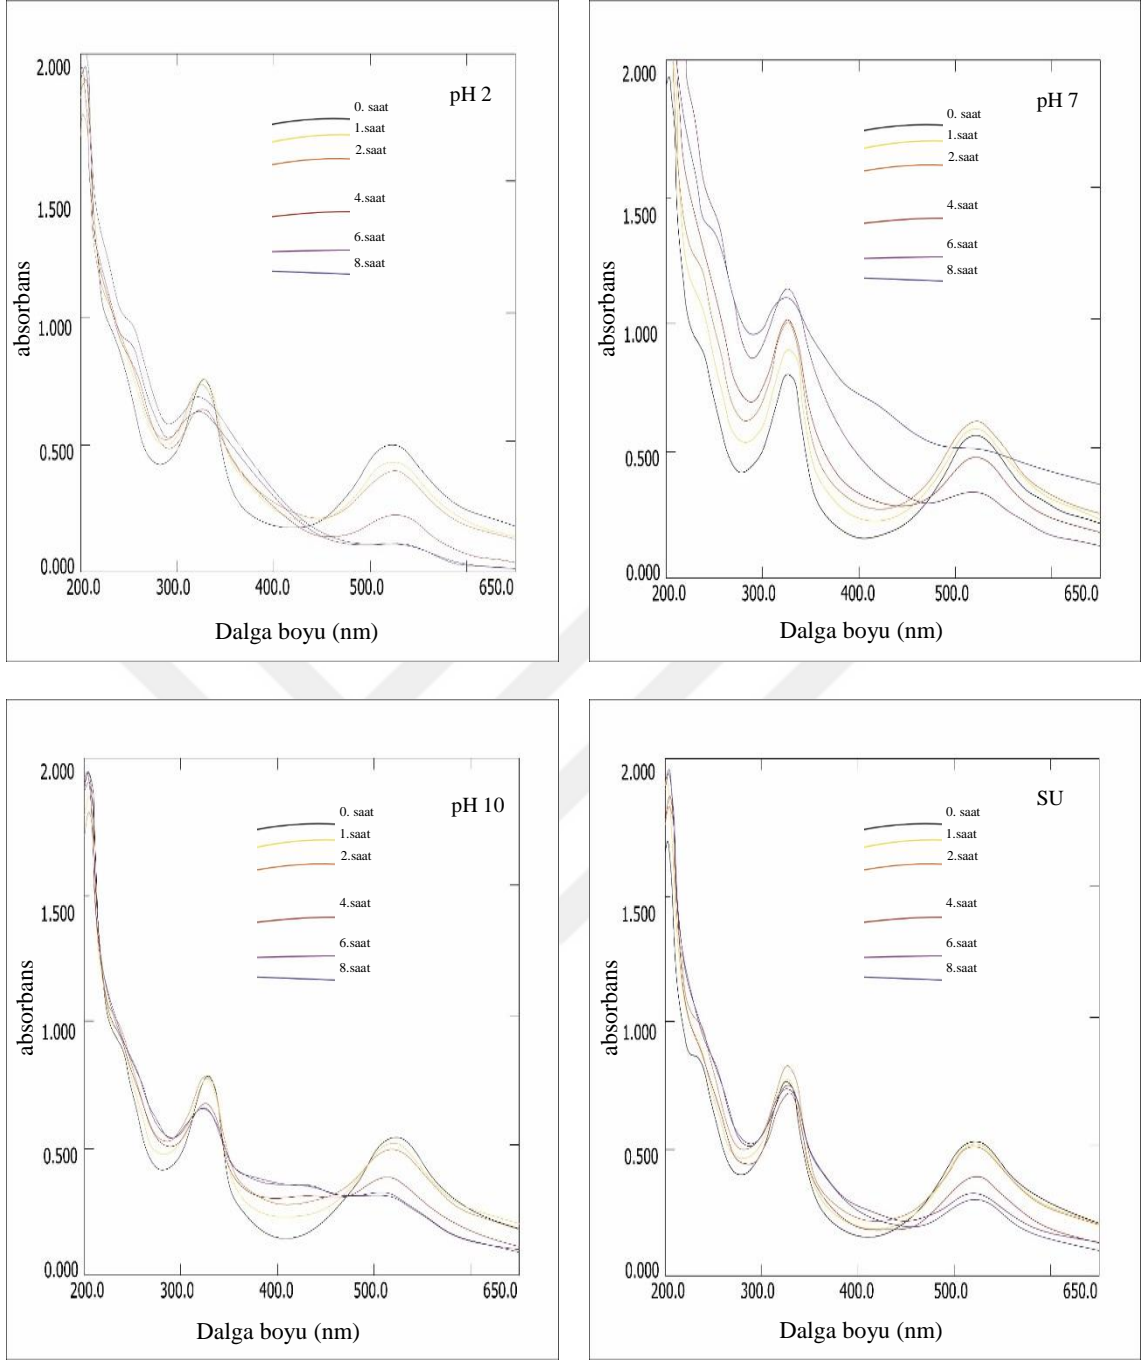 2.000
pH 2
0. saat
1.saat
2.saat
1.500
4.saat
6.saat
8.saat
absorbans
1.000
0.500
0.000
200.0 300.0 400.0 500.0 650.0
Dalga boyu (nm)
2.000
pH 7
0. saat
1.saat
2.saat
1.500
4.saat
6.saat
8.saat
absorbans
1.000
0.500
0.000
200.0 300.0 400.0 500.0 650.0
Dalga boyu (nm)
2.000
pH 10
0. saat
1.saat
2.saat
1.500
4.saat
6.saat
8.saat
absorbans
1.000
0.500
0.000
200.0 300.0 400.0 500.0 650.0
Dalga boyu (nm)
2.000
SU
0. saat
1.saat
2.saat
1.500
4.saat
6.saat
8.saat
absorbans
1.000
0.500
0.000
200.0 300.0 400.0 500.0 650.0
Dalga boyu (nm)